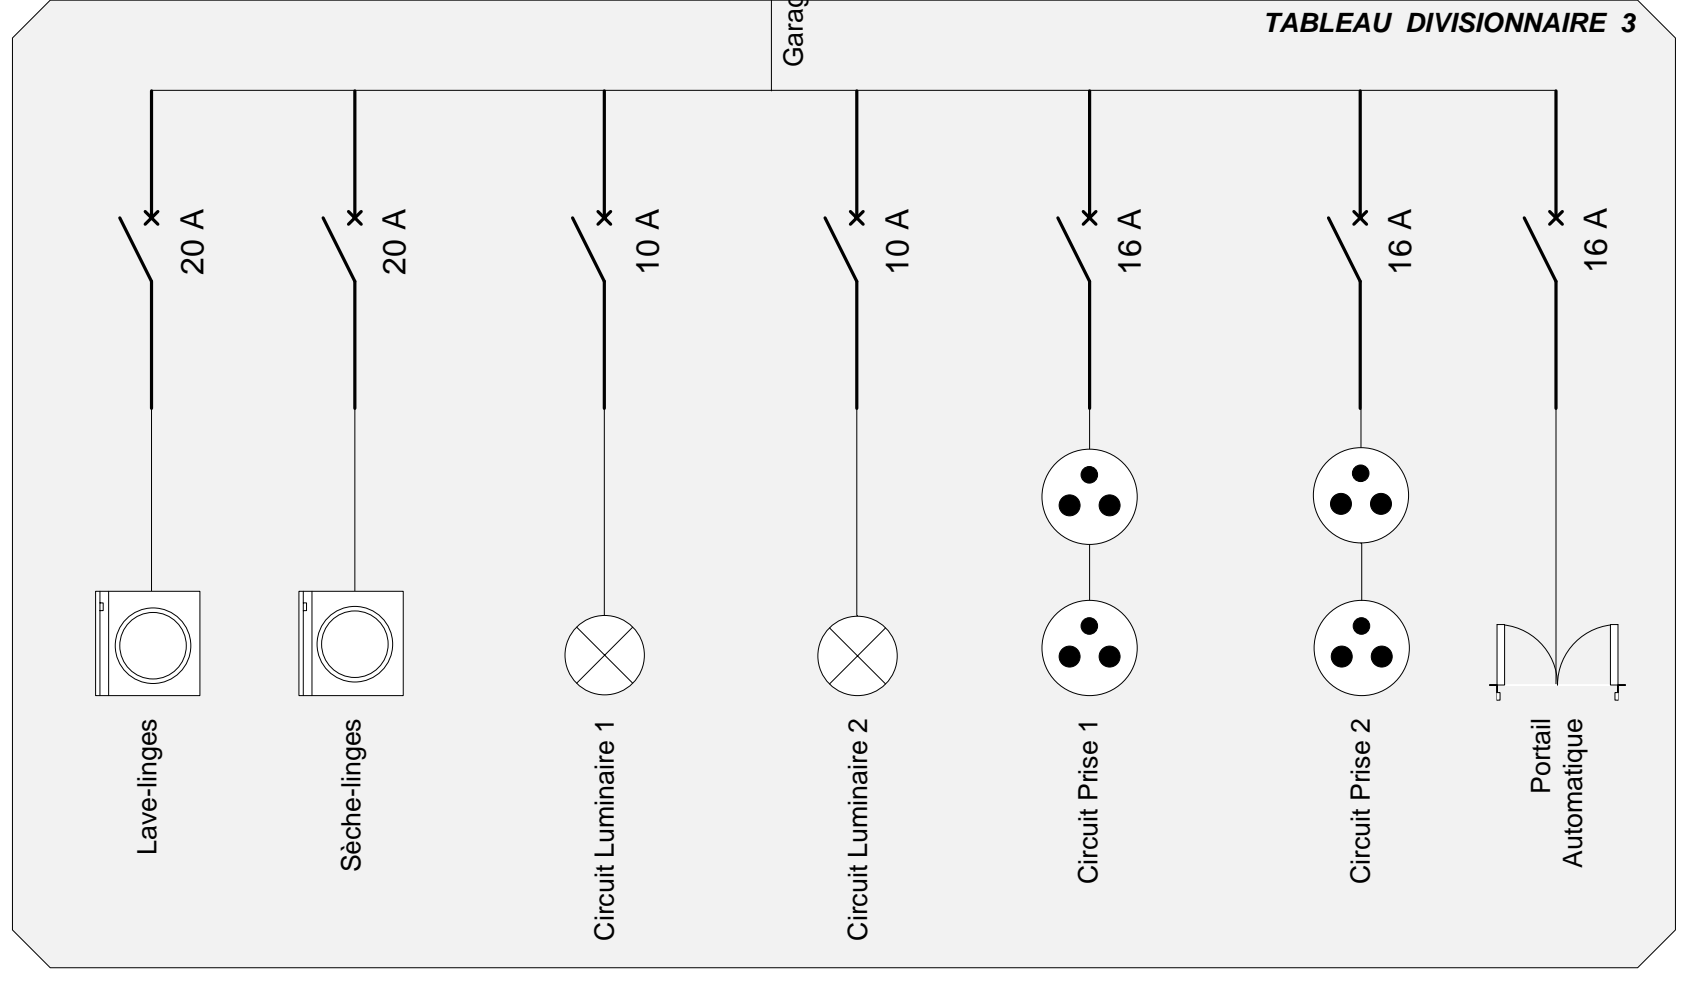 TABLEAU DIVISIONNAIRE 3
20 A
20 A
10 A
10 A
16 A
16 A
16 A
Lave-linges
Sèche-linges
Circuit Luminaire 1
Circuit Luminaire 2
Circuit Prise 1
Circuit Prise 2
Portail
Automatique